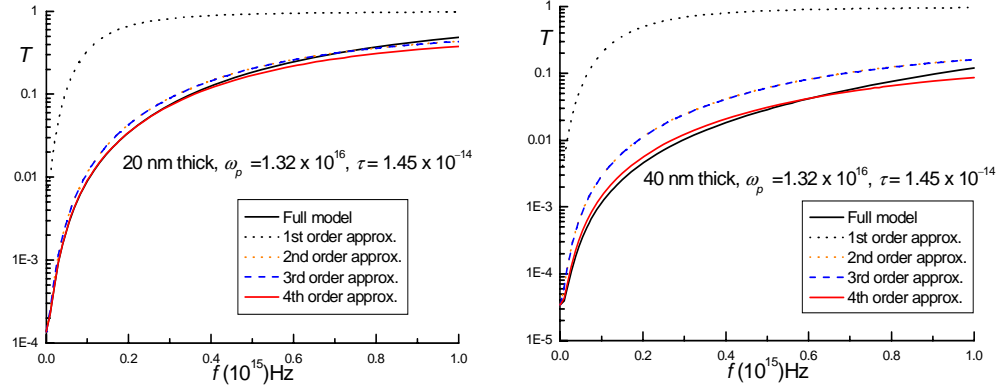 1
T
0.1
0.01
1E-3
1E-4
20 nm thick, ωp =1.32 x 10^16, τ = 1.45 x 10^−14
Full model
1st order approx.
2nd order approx.
3rd order approx.
4th order approx.
0.0 0.2 0.4 0.6 0.8 1.0
f (10^15)Hz
1
T
0.1
0.01
1E-3
1E-4
1E-5
40 nm thick, ωp =1.32 x 10^16, τ = 1.45 x 10^−14
Full model
1st order approx.
2nd order approx.
3rd order approx.
4th order approx.
0.0 0.2 0.4 0.6 0.8 1.0
f (10^15)Hz